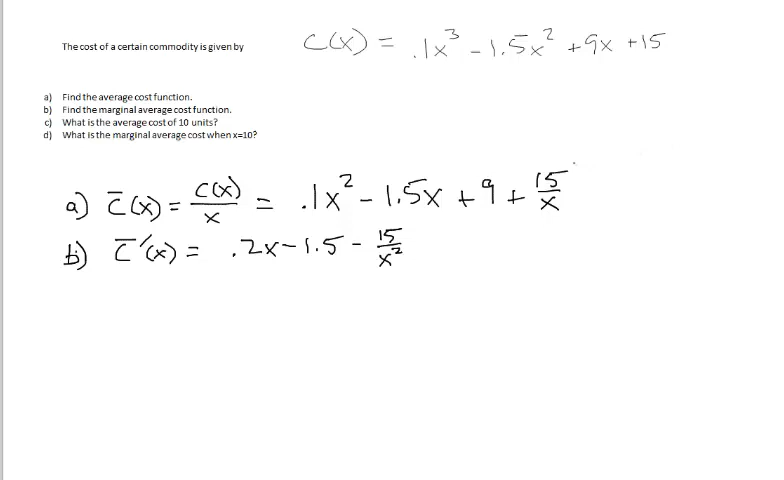 The cost of a certain commodity is given by C(x) = .1x³ - 1.5x² + 9x + 15
a) Find the average cost function.
b) Find the marginal average cost function.
c) What is the average cost of 10 units?
d) What is the marginal average cost when x=10?
a) C̄(x) = C(x)/x = .1x² - 1.5x + 9 + 15/x
b) C̄'(x) = .2x - 1.5 - 15/x²